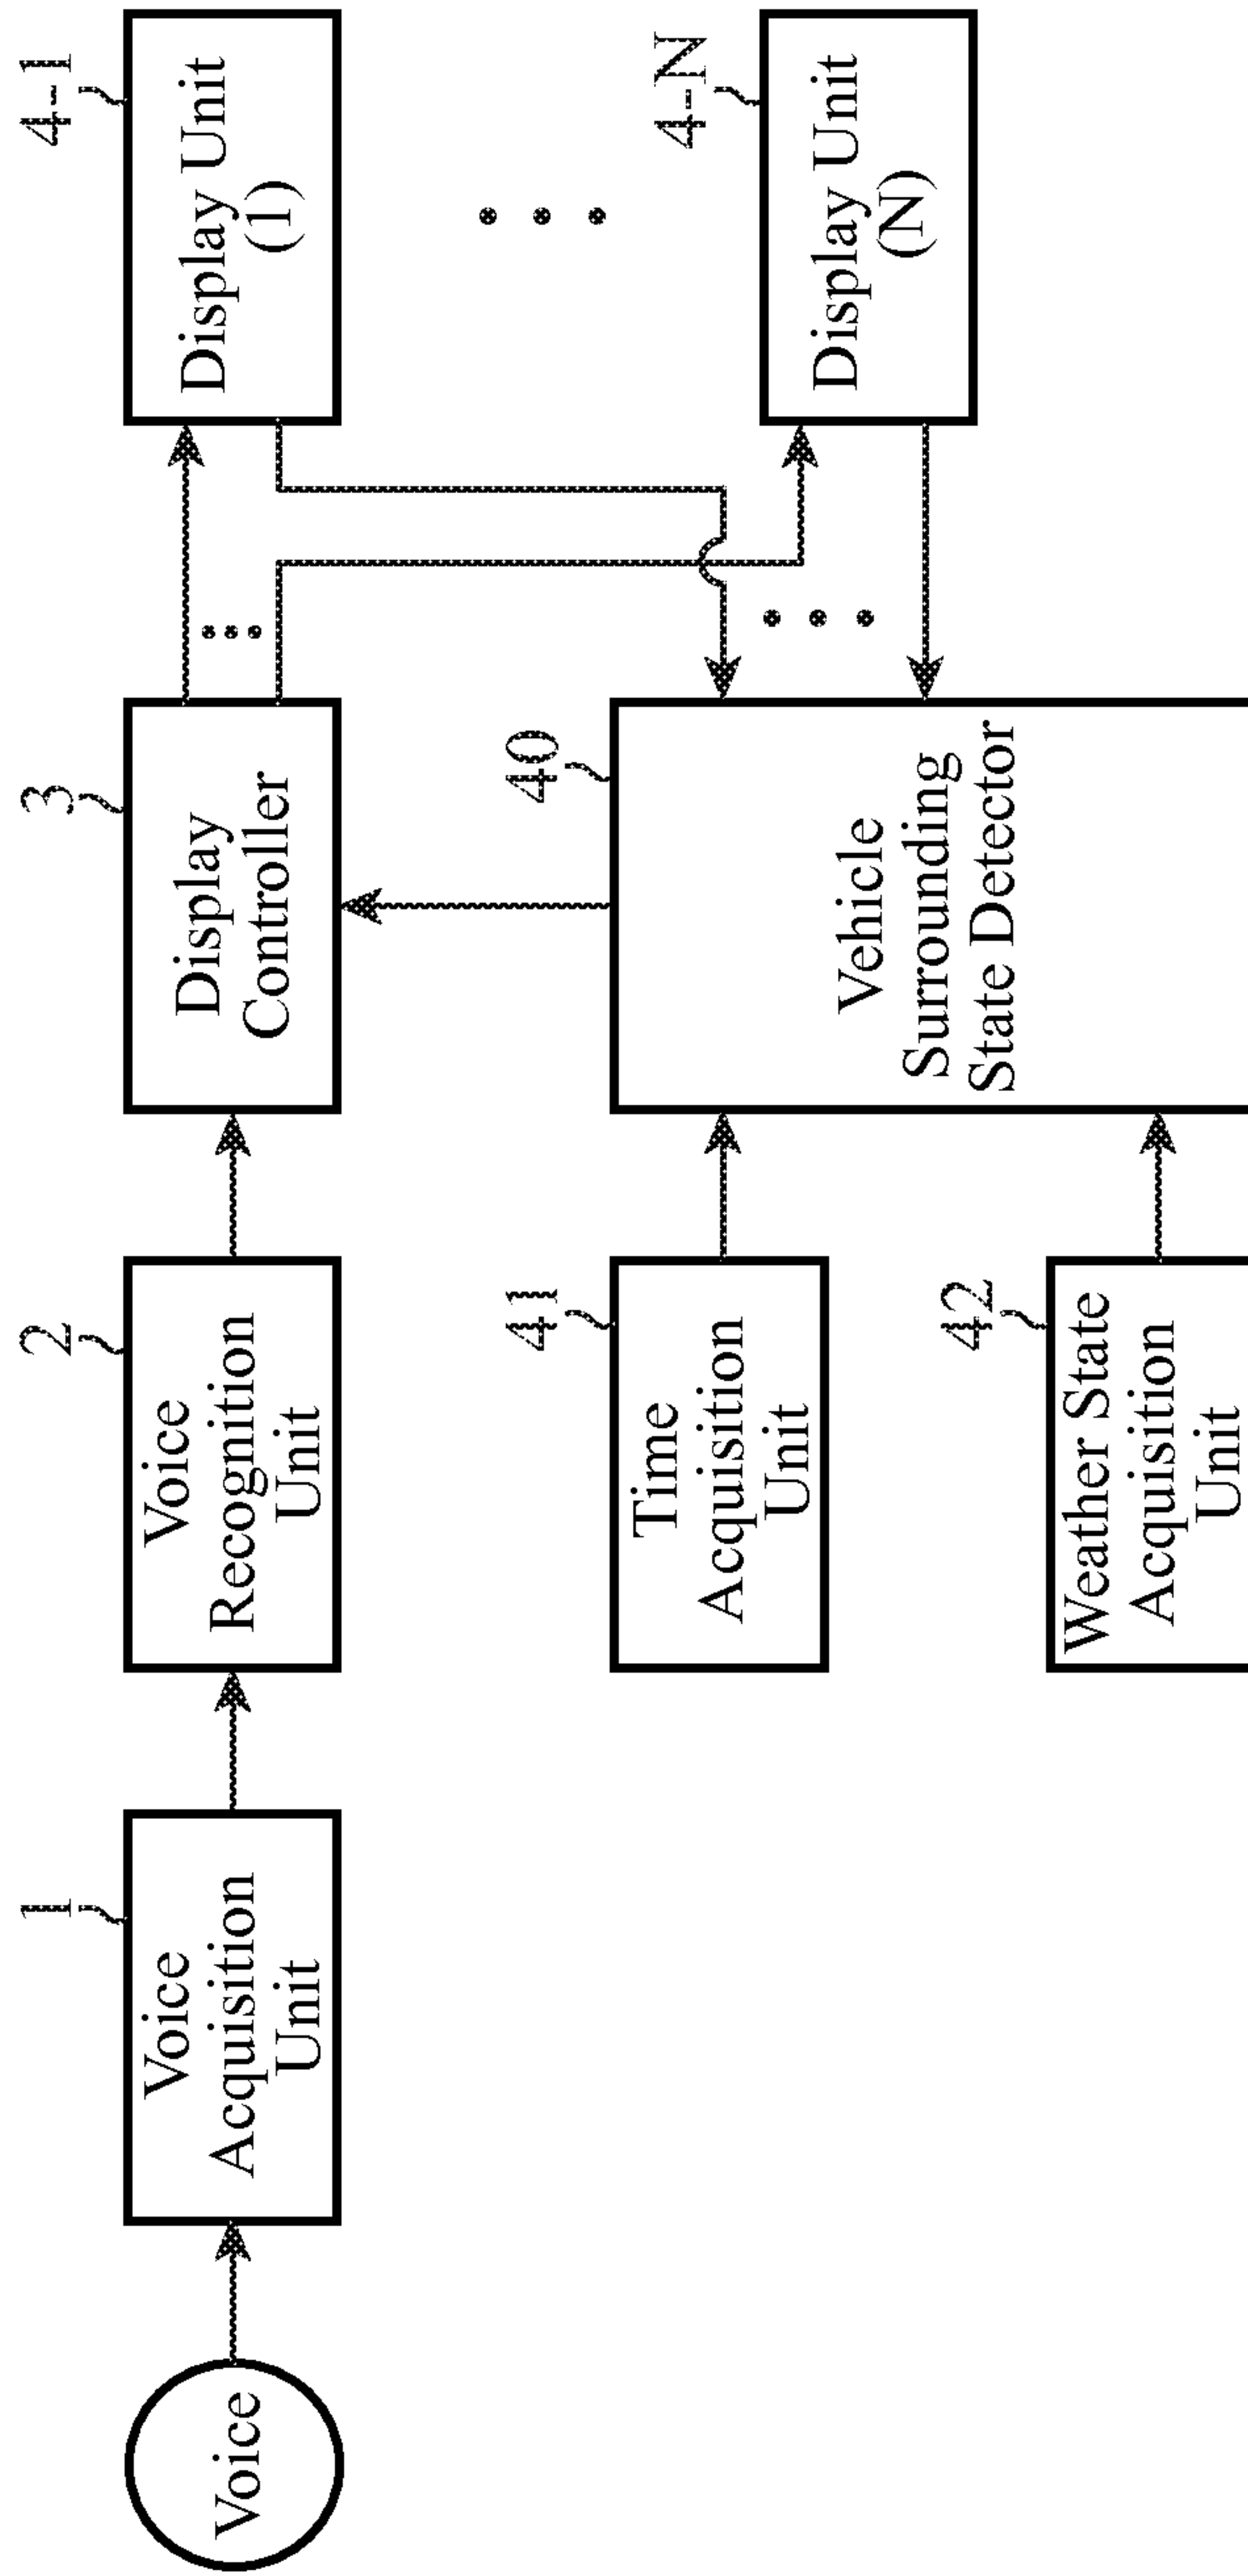 1
2
3
4-1
Voice
Voice
Acquisition
Unit
Voice
Recognition
Unit
Display
Controller
Display Unit
(1)
41
40
4-N
Time
Acquisition
Unit
Vehicle
Surrounding
State Detector
Display Unit
(N)
42
Weather State
Acquisition
Unit